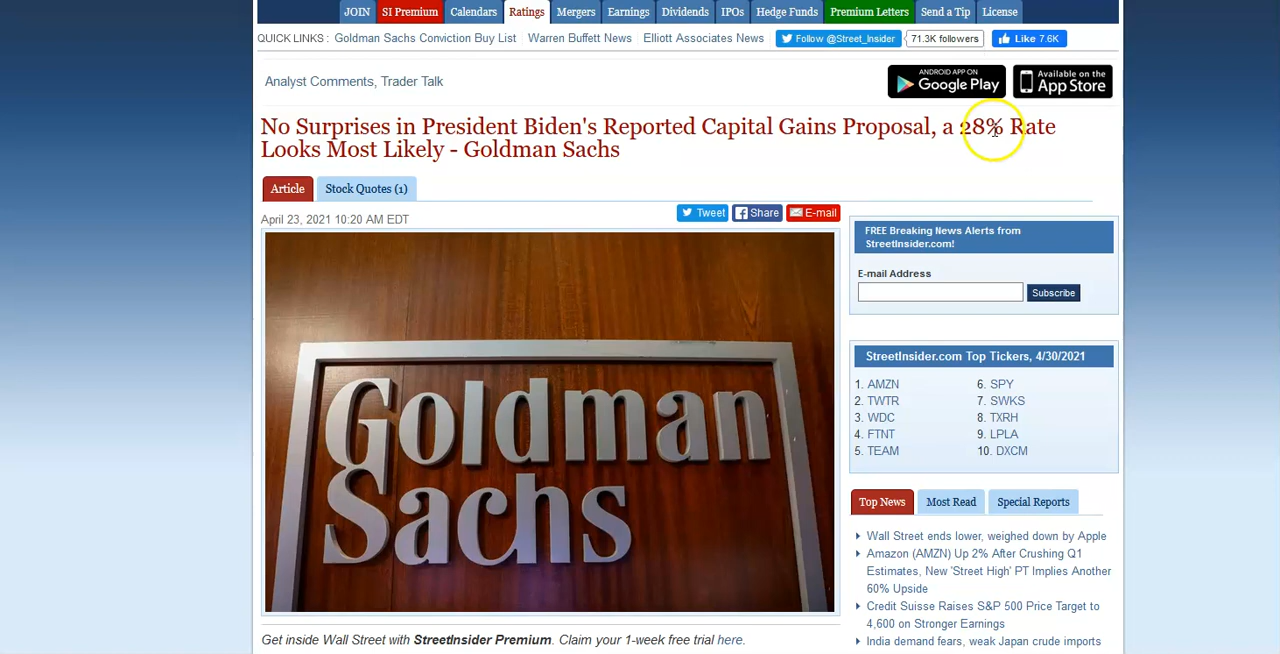 JOIN SI Premium Calendars Ratings Mergers Earnings Dividends IPOs Hedge Funds Premium Letters Send a Tip License
QUICK LINKS : Goldman Sachs Conviction Buy List Warren Buffett News Elliott Associates News Follow @Street_Insider 71.3K followers Like 7.6K
Analyst Comments, Trader Talk
ANDROID APP ON
Google Play
Available on the
App Store
No Surprises in President Biden's Reported Capital Gains Proposal, a 28% Rate
Looks Most Likely - Goldman Sachs
Article Stock Quotes (1)
April 23, 2021 10:20 AM EDT
Tweet Share E-mail
Goldman
Sachs
Get inside Wall Street with StreetInsider Premium. Claim your 1-week free trial here.
FREE Breaking News Alerts from
StreetInsider.com!
E-mail Address
Subscribe
StreetInsider.com Top Tickers, 4/30/2021
1. AMZN 6. SPY
2. TWTR 7. SWKS
3. WDC 8. TXRH
4. FTNT 9. LPLA
5. TEAM 10. DXCM
Top News Most Read Special Reports
Wall Street ends lower, weighed down by Apple
Amazon (AMZN) Up 2% After Crushing Q1
Estimates, New 'Street High' PT Implies Another
60% Upside
Credit Suisse Raises S&P 500 Price Target to
4,600 on Stronger Earnings
India demand fears, weak Japan crude imports